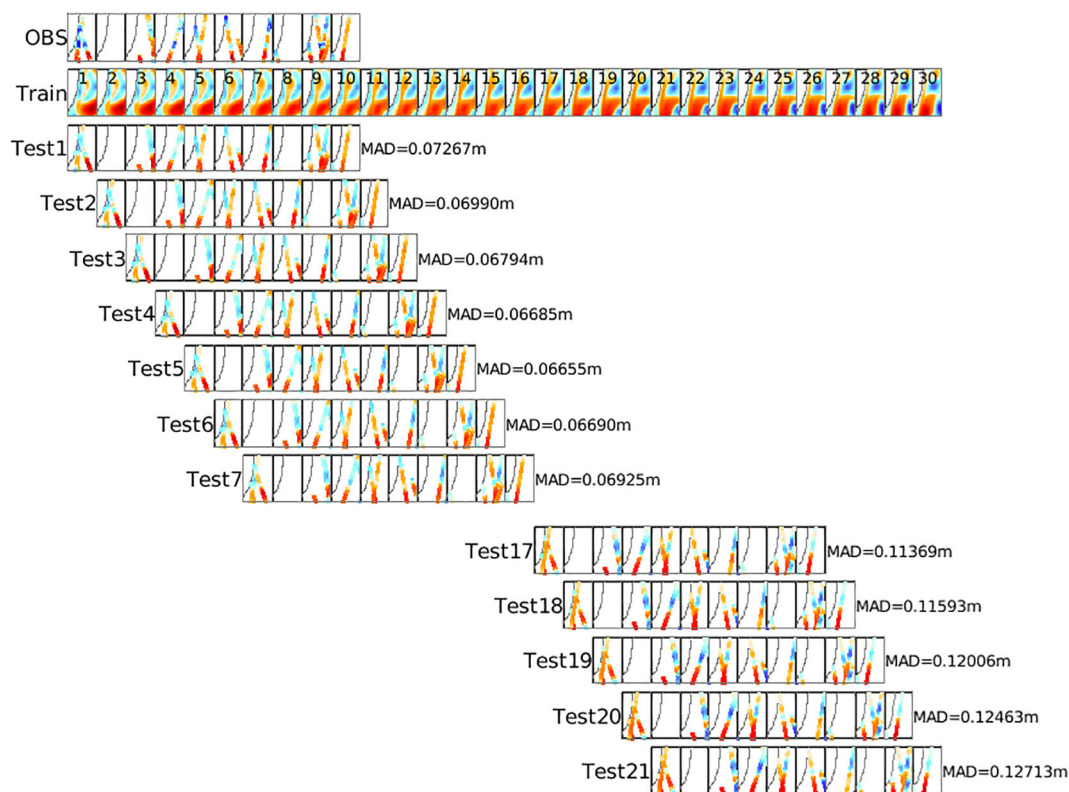 OBS
Train 1 2 3 4 5 6 7 8 9 10 11 12 13 14 15 16 17 18 19 20 21 22 23 24 25 26 27 28 29 30
Test1 MAD=0.07267m
Test2 MAD=0.06990m
Test3 MAD=0.06794m
Test4 MAD=0.06685m
Test5 MAD=0.06655m
Test6 MAD=0.06690m
Test7 MAD=0.06925m
Test17 MAD=0.11369m
Test18 MAD=0.11593m
Test19 MAD=0.12006m
Test20 MAD=0.12463m
Test21 MAD=0.12713m